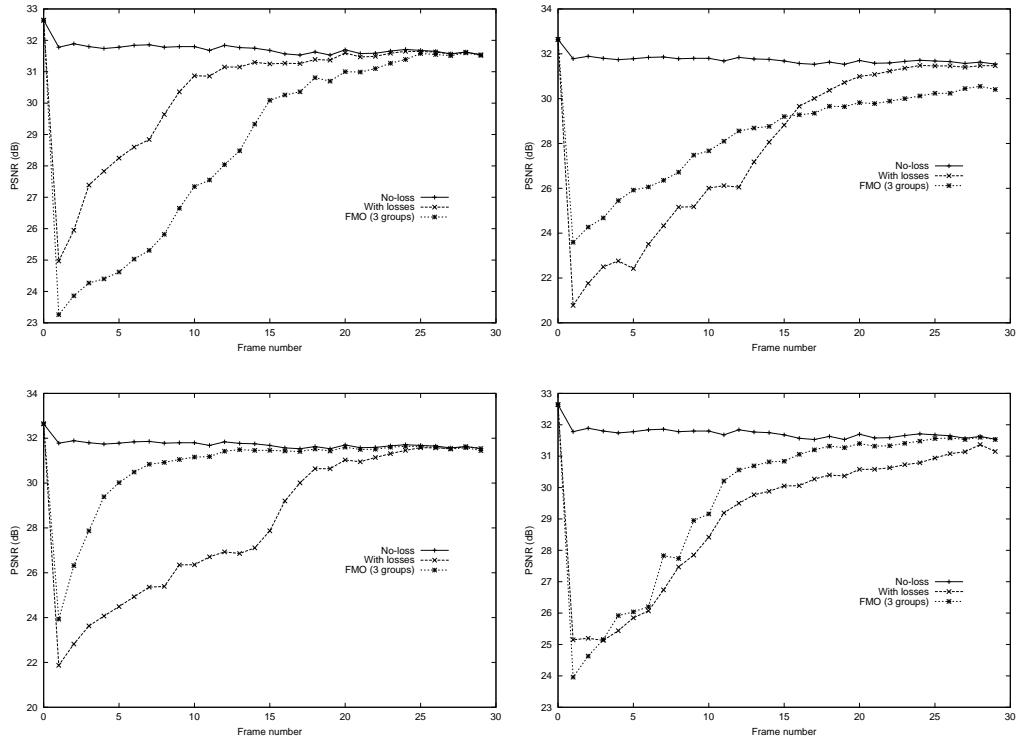 33
32
31
30
29
28
27
26
25
24
23
PSNR (dB)
No-loss
With losses
FMO (3 groups)
0 5 10 15 20 25 30
Frame number
34
32
30
28
26
24
22
20
PSNR (dB)
No-loss
With losses
FMO (3 groups)
0 5 10 15 20 25 30
Frame number
34
32
30
28
26
24
22
20
PSNR (dB)
No-loss
With losses
FMO (3 groups)
0 5 10 15 20 25 30
Frame number
33
32
31
30
29
28
27
26
25
24
23
PSNR (dB)
No-loss
With losses
FMO (3 groups)
0 5 10 15 20 25 30
Frame number